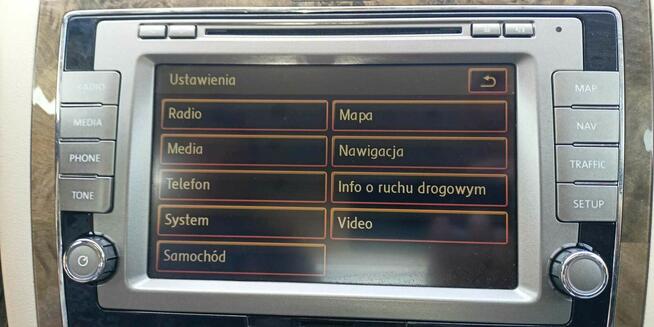 RADIO
MEDIA
PHONE
TONE
Ustawienia
Radio
Mapa
Media
Nawigacja
Telefon
Info o ruchu drogowym
System
Video
Samochód
MAP
NAV
TRAFFIC
SETUP